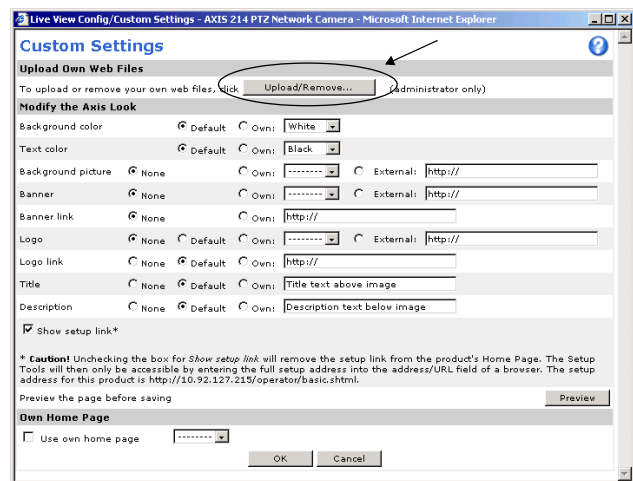 Live View Config/Custom Settings - AXIS 214 PTZ Network Camera - Microsoft Internet Explorer
Custom Settings
Upload Own Web Files
To upload or remove your own web files, click Upload/Remove... (administrator only)
Modify the Axis Look
Background color Default Own: White
Text color Default Own: Black
Background picture None Own: -------- External: http://
Banner None Own: -------- External: http://
Banner link None Own: http://
Logo None Default Own: -------- External: http://
Logo link None Default Own: http://
Title None Default Own: Title text above image
Description None Default Own: Description text below image
Show setup link*
* Caution! Unchecking the box for Show setup link will remove the setup link from the product's Home Page. The Setup
Tools will then only be accessible by entering the full setup address into the address/URL field of a browser. The setup
address for this product is http://10.92.127.215/operator/basic.shtml.
Preview the page before saving Preview
Own Home Page
Use own home page --------
OK Cancel